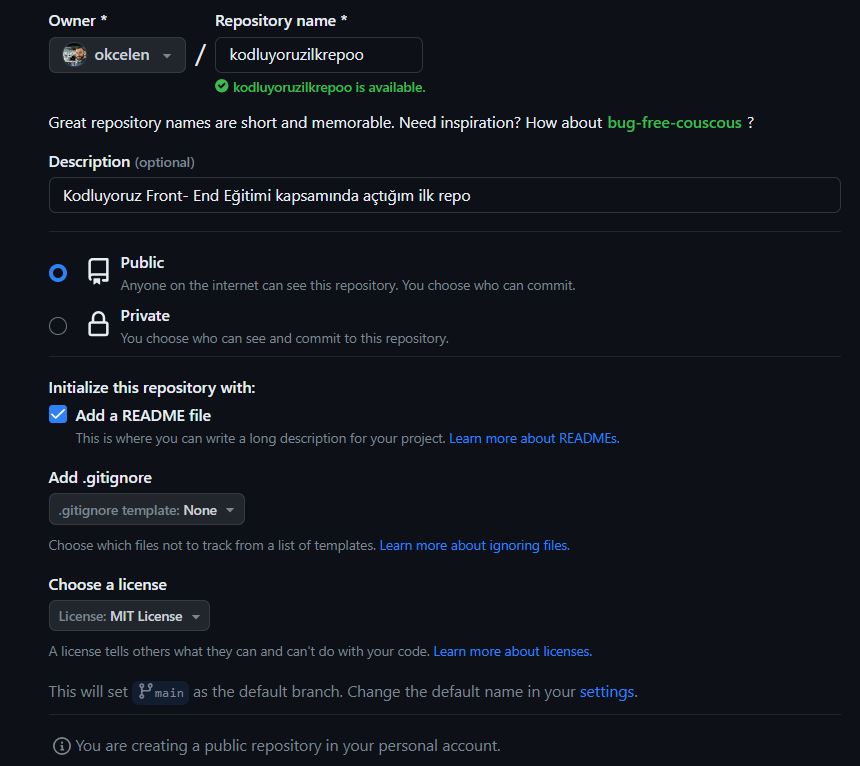 Owner * Repository name *
okcelen / kodluyoruzilkrepoo
kodluyoruzilkrepoo is available.
Great repository names are short and memorable. Need inspiration? How about bug-free-couscous ?
Description (optional)
Kodluyoruz Front- End Eğitimi kapsamında açtığım ilk repo
Public
Anyone on the internet can see this repository. You choose who can commit.
Private
You choose who can see and commit to this repository.
Initialize this repository with:
Add a README file
This is where you can write a long description for your project. Learn more about READMEs.
Add .gitignore
.gitignore template: None
Choose which files not to track from a list of templates. Learn more about ignoring files.
Choose a license
License: MIT License
A license tells others what they can and can't do with your code. Learn more about licenses.
This will set main as the default branch. Change the default name in your settings.
You are creating a public repository in your personal account.